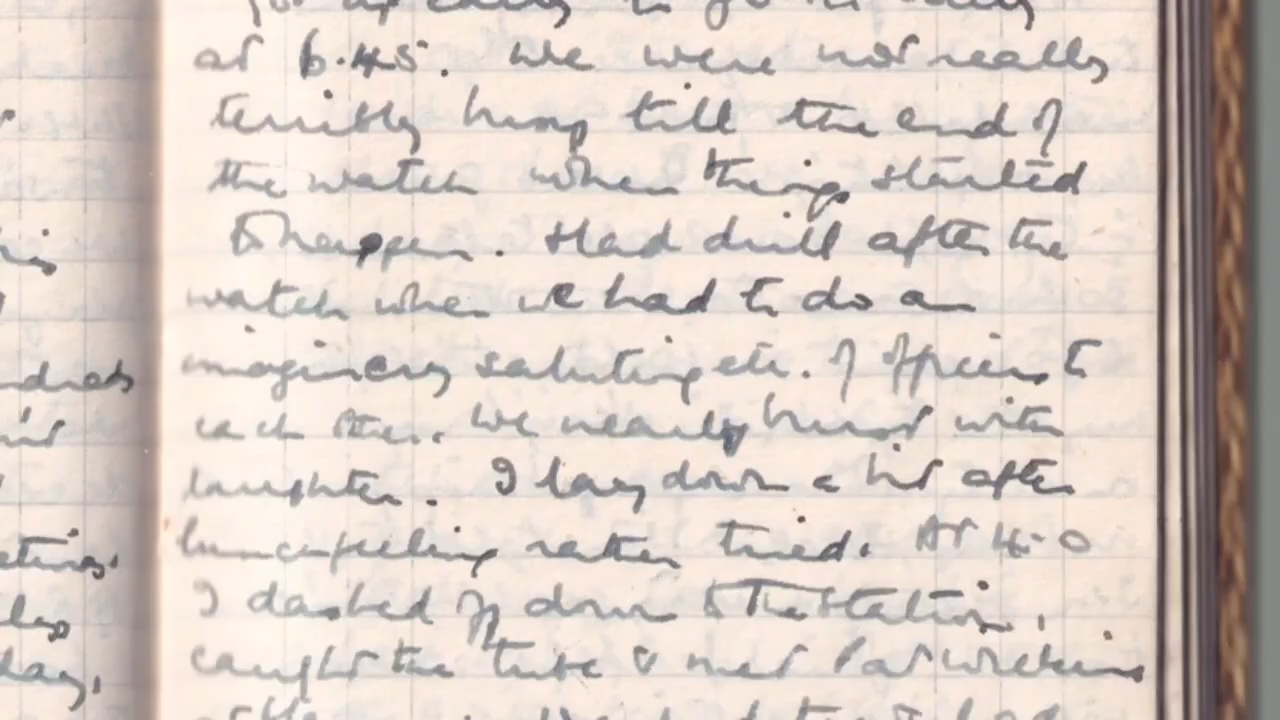 at 6.45. We were not really
terribly busy till the end of
the watch when things started
to happen. Had drill after the
watch when we had to do an
imaginary saluting etc. of officers to
each other. We nearly burst with
laughter. I lay down a bit after
lunch feeling rather tired. At 4.0
I dashed off down to the station,
caught the tube & met Pat